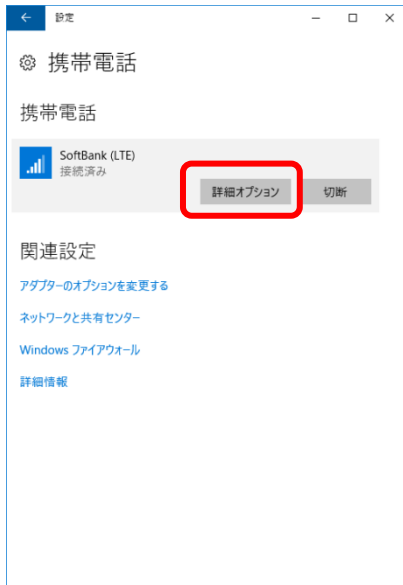 設定
携帯電話
携帯電話
SoftBank (LTE)
接続済み
詳細オプション 切断
関連設定
アダプターのオプションを変更する
ネットワークと共有センター
Windows ファイアウォール
詳細情報